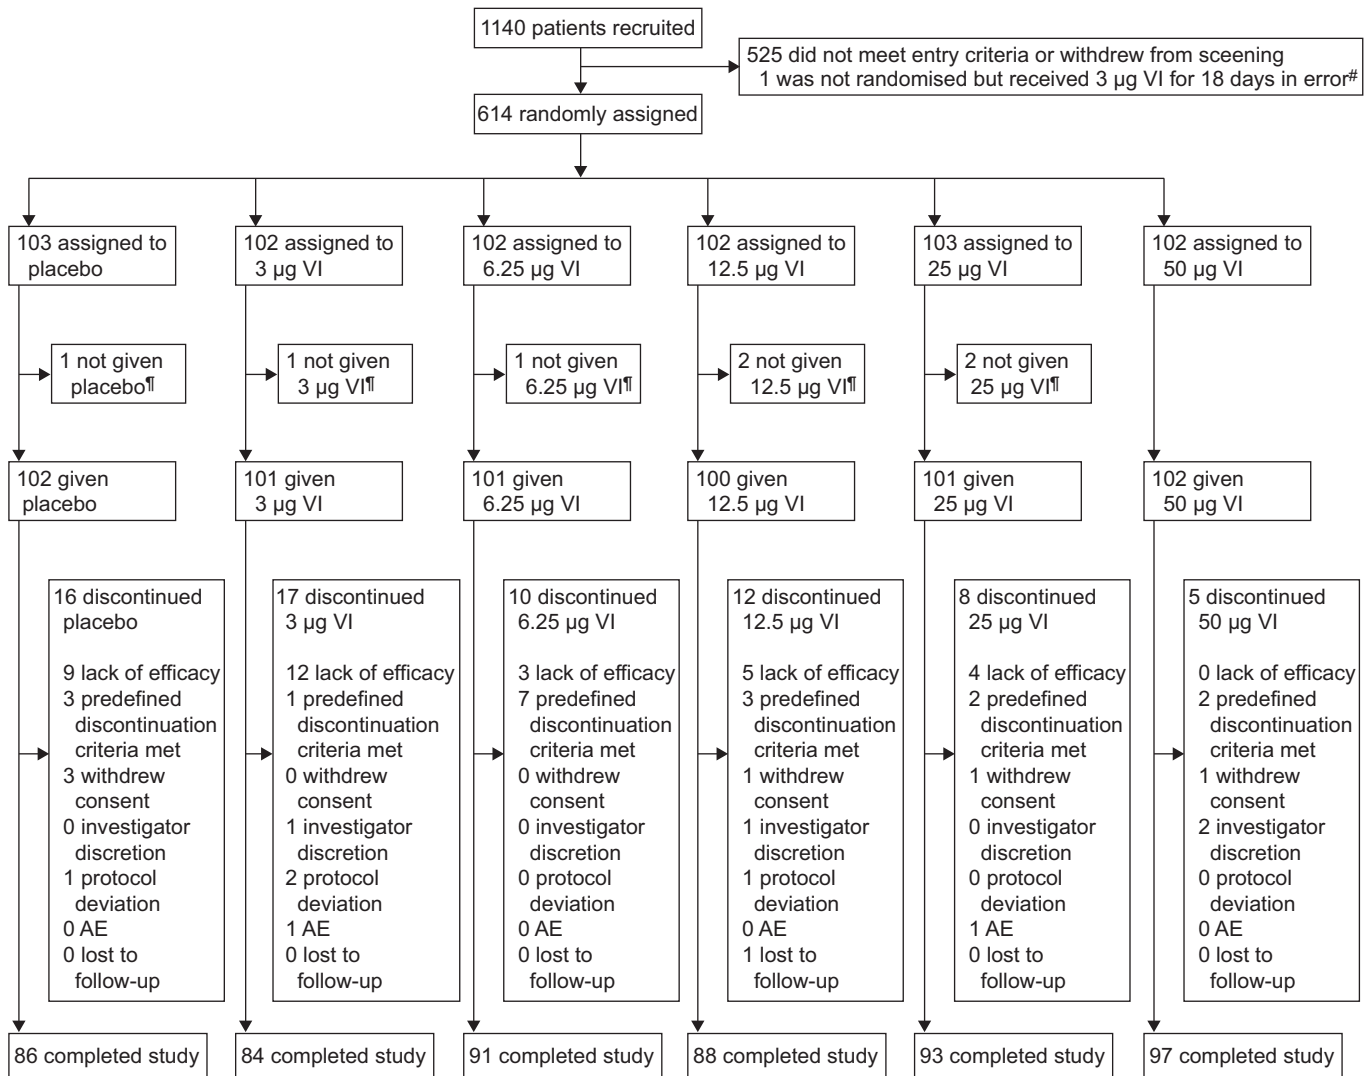 1140 patients recruited
525 did not meet entry criteria or withdrew from sceening
1 was not randomised but received 3 µg VI for 18 days in error#
614 randomly assigned
103 assigned to
placebo
102 assigned to
3 µg VI
102 assigned to
6.25 µg VI
102 assigned to
12.5 µg VI
103 assigned to
25 µg VI
102 assigned to
50 µg VI
1 not given
placebo¶
1 not given
3 µg VI¶
1 not given
6.25 µg VI¶
2 not given
12.5 µg VI¶
2 not given
25 µg VI¶
102 given
placebo
101 given
3 µg VI
101 given
6.25 µg VI
100 given
12.5 µg VI
101 given
25 µg VI
102 given
50 µg VI
16 discontinued
placebo
9 lack of efficacy
3 predefined
discontinuation
criteria met
3 withdrew
consent
0 investigator
discretion
1 protocol
deviation
0 AE
0 lost to
follow-up
17 discontinued
3 µg VI
12 lack of efficacy
1 predefined
discontinuation
criteria met
0 withdrew
consent
1 investigator
discretion
2 protocol
deviation
1 AE
0 lost to
follow-up
10 discontinued
6.25 µg VI
3 lack of efficacy
7 predefined
discontinuation
criteria met
0 withdrew
consent
0 investigator
discretion
0 protocol
deviation
0 AE
0 lost to
follow-up
12 discontinued
12.5 µg VI
5 lack of efficacy
3 predefined
discontinuation
criteria met
1 withdrew
consent
1 investigator
discretion
1 protocol
deviation
0 AE
1 lost to
follow-up
8 discontinued
25 µg VI
4 lack of efficacy
2 predefined
discontinuation
criteria met
1 withdrew
consent
0 investigator
discretion
0 protocol
deviation
1 AE
0 lost to
follow-up
5 discontinued
50 µg VI
0 lack of efficacy
2 predefined
discontinuation
criteria met
1 withdrew
consent
2 investigator
discretion
0 protocol
deviation
0 AE
0 lost to
follow-up
86 completed study
84 completed study
91 completed study
88 completed study
93 completed study
97 completed study